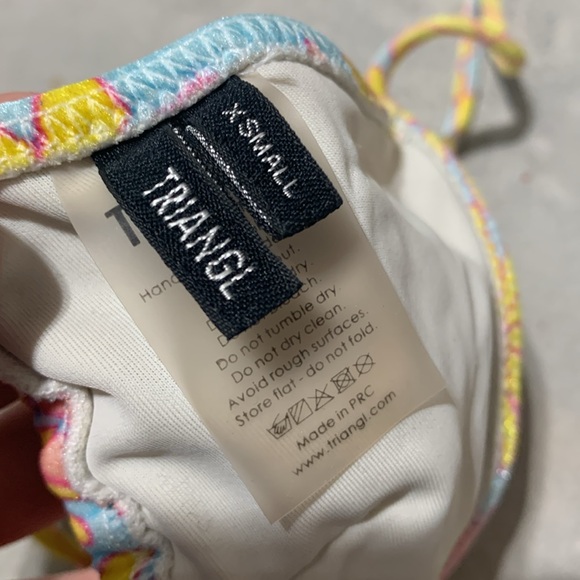 X SMALL
TRIANGL
T
Hand
Do not tumble dry
Do not dry clean.
Avoid rough surfaces.
Store flat - do not fold.
Made in PRC
www.triangl.com